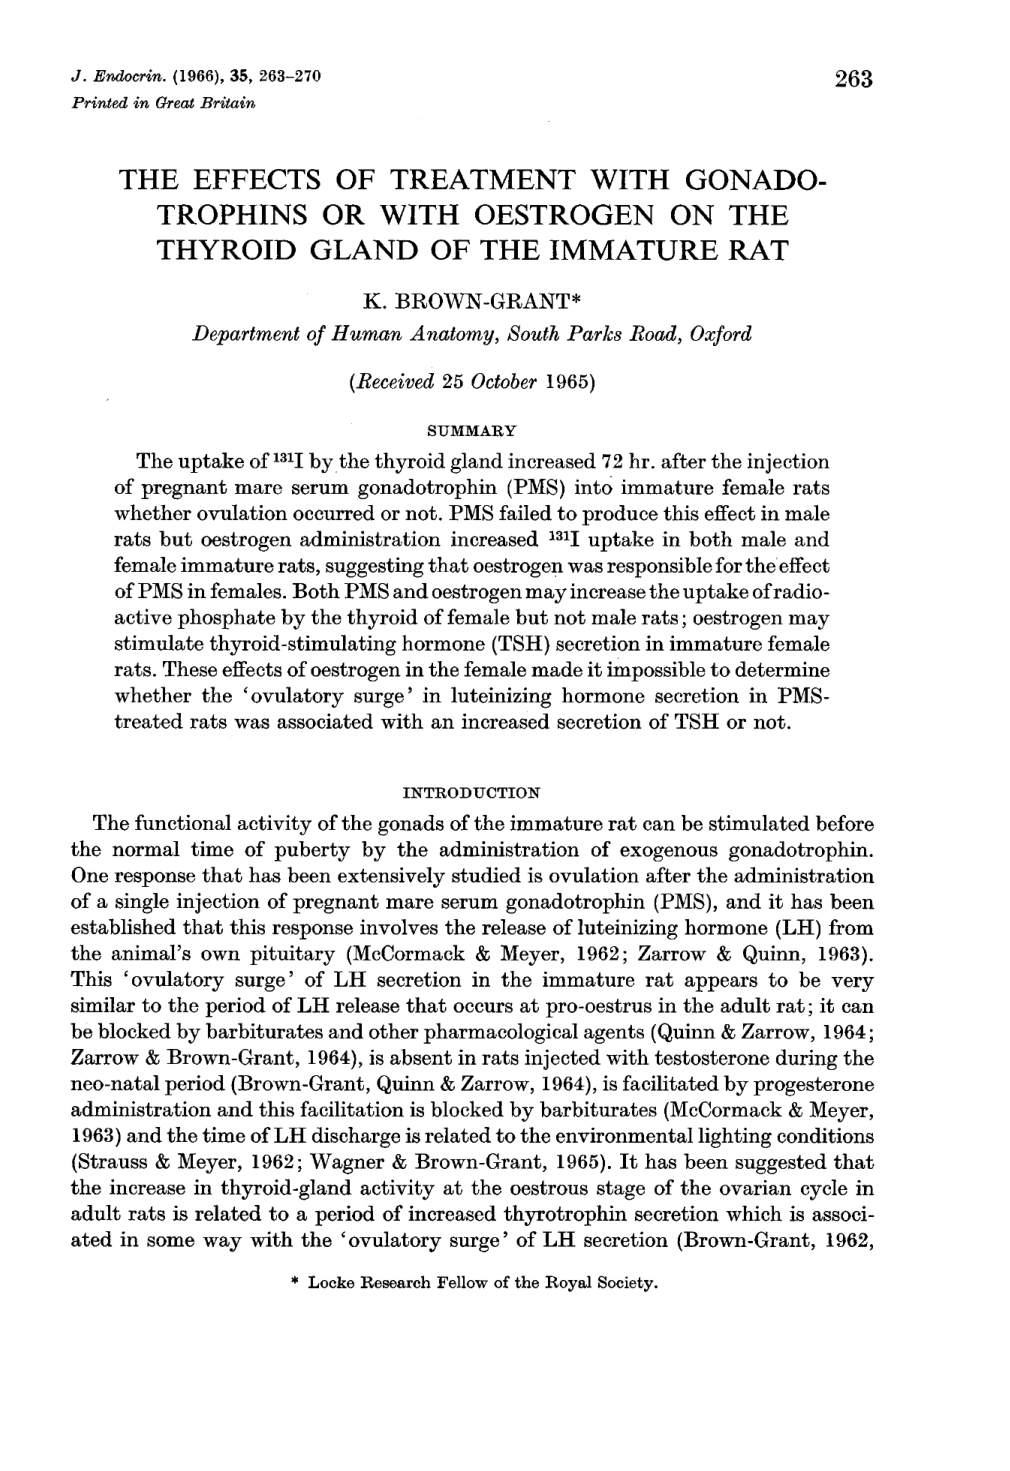 J. Endocrin. (1966), 35, 263–270
263
Printed in Great Britain
THE EFFECTS OF TREATMENT WITH GONADO-
TROPHINS OR WITH OESTROGEN ON THE
THYROID GLAND OF THE IMMATURE RAT
K. BROWN-GRANT*
Department of Human Anatomy, South Parks Road, Oxford
(Received 25 October 1965)
SUMMARY
The uptake of ¹³¹I by the thyroid gland increased 72 hr. after the injection
of pregnant mare serum gonadotrophin (PMS) into immature female rats
whether ovulation occurred or not. PMS failed to produce this effect in male
rats but oestrogen administration increased ¹³¹I uptake in both male and
female immature rats, suggesting that oestrogen was responsible for the effect
of PMS in females. Both PMS and oestrogen may increase the uptake of radio-
active phosphate by the thyroid of female but not male rats; oestrogen may
stimulate thyroid-stimulating hormone (TSH) secretion in immature female
rats. These effects of oestrogen in the female made it impossible to determine
whether the ‘ovulatory surge’ in luteinizing hormone secretion in PMS-
treated rats was associated with an increased secretion of TSH or not.
INTRODUCTION
The functional activity of the gonads of the immature rat can be stimulated before
the normal time of puberty by the administration of exogenous gonadotrophin.
One response that has been extensively studied is ovulation after the administration
of a single injection of pregnant mare serum gonadotrophin (PMS), and it has been
established that this response involves the release of luteinizing hormone (LH) from
the animal’s own pituitary (McCormack & Meyer, 1962; Zarrow & Quinn, 1963).
This ‘ovulatory surge’ of LH secretion in the immature rat appears to be very
similar to the period of LH release that occurs at pro-oestrus in the adult rat; it can
be blocked by barbiturates and other pharmacological agents (Quinn & Zarrow, 1964;
Zarrow & Brown-Grant, 1964), is absent in rats injected with testosterone during the
neo-natal period (Brown-Grant, Quinn & Zarrow, 1964), is facilitated by progesterone
administration and this facilitation is blocked by barbiturates (McCormack & Meyer,
1963) and the time of LH discharge is related to the environmental lighting conditions
(Strauss & Meyer, 1962; Wagner & Brown-Grant, 1965). It has been suggested that
the increase in thyroid-gland activity at the oestrous stage of the ovarian cycle in
adult rats is related to a period of increased thyrotrophin secretion which is associ-
ated in some way with the ‘ovulatory surge’ of LH secretion (Brown-Grant, 1962,
* Locke Research Fellow of the Royal Society.